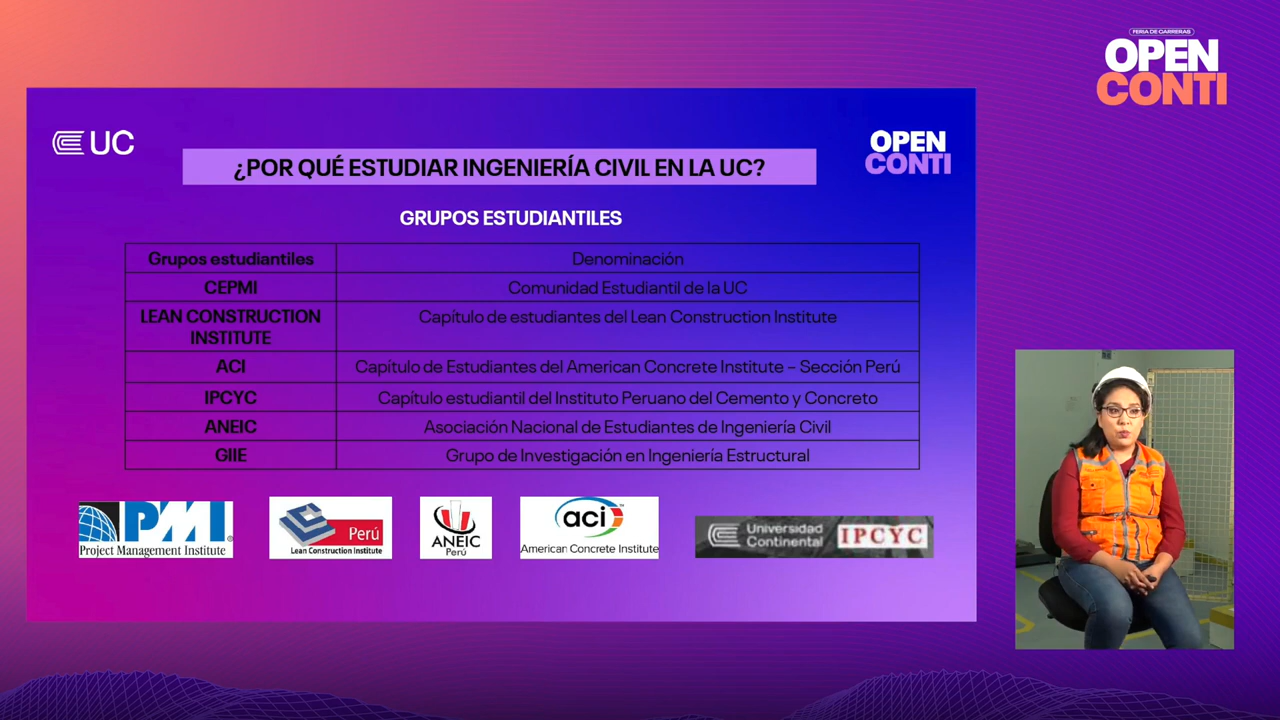 FERIA DE CARRERAS
OPEN
CONTI
UC
OPEN
CONTI
¿POR QUÉ ESTUDIAR INGENIERÍA CIVIL EN LA UC?
GRUPOS ESTUDIANTILES
Grupos estudiantiles Denominación
CEPMI Comunidad Estudiantil de la UC
LEAN CONSTRUCTION Capítulo de estudiantes del Lean Construction Institute
INSTITUTE
ACI Capítulo de Estudiantes del American Concrete Institute – Sección Perú
IPCYC Capítulo estudiantil del Instituto Peruano del Cemento y Concreto
ANEIC Asociación Nacional de Estudiantes de Ingeniería Civil
GIIE Grupo de Investigación en Ingeniería Estructural
PMI®
Project Management Institute
Perú
Lean Construction Institute
ANEIC
Perú
aci™
American Concrete Institute
Universidad
Continental
IPCYC